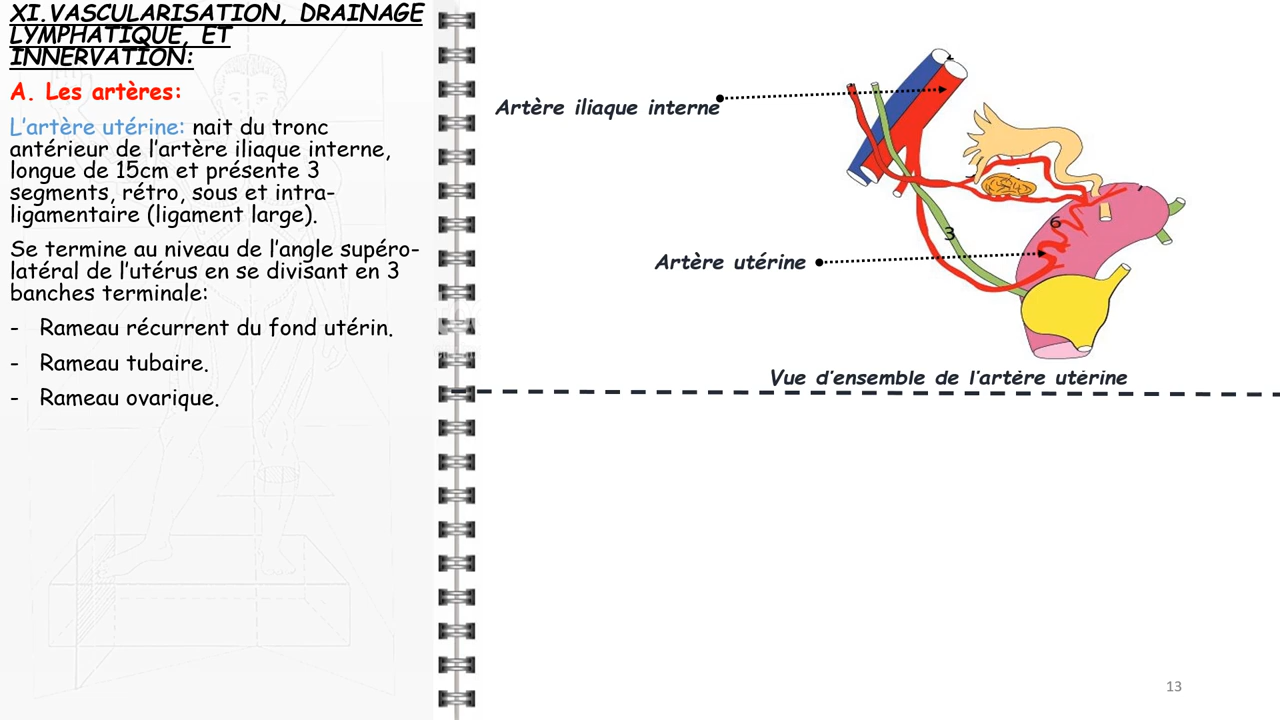 XI.VASCULARISATION, DRAINAGE
LYMPHATIQUE, ET
INNERVATION:
A. Les artères:
L'artère utérine: nait du tronc
antérieur de l'artère iliaque interne,
longue de 15cm et présente 3
segments, rétro, sous et intra-
ligamentaire (ligament large).
Se termine au niveau de l'angle supéro-
latéral de l'utérus en se divisant en 3
banches terminale:
- Rameau récurrent du fond utérin.
- Rameau tubaire.
- Rameau ovarique.
Artère iliaque interne
3
6
Artère utérine
Vue d'ensemble de l'artère utérine
13